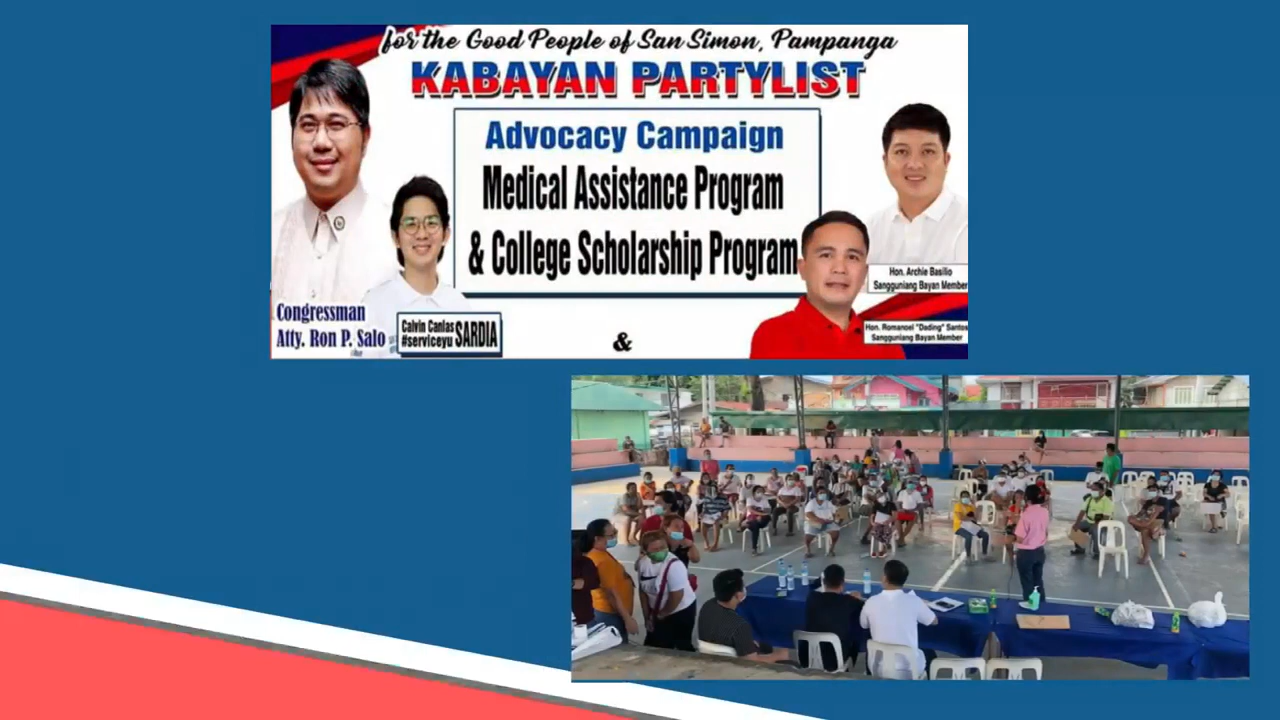 for the Good People of San Simon, Pampanga
KABAYAN PARTYLIST
Advocacy Campaign
Medical Assistance Program
& College Scholarship Program
Congressman
Atty. Ron P. Salo
Calvin Canlas
#serviceyu SARDIA
&
Hon. Archie Basilio
Sangguniang Bayan Member
Hon. Romanoel "Dading" Santos
Sangguniang Bayan Member